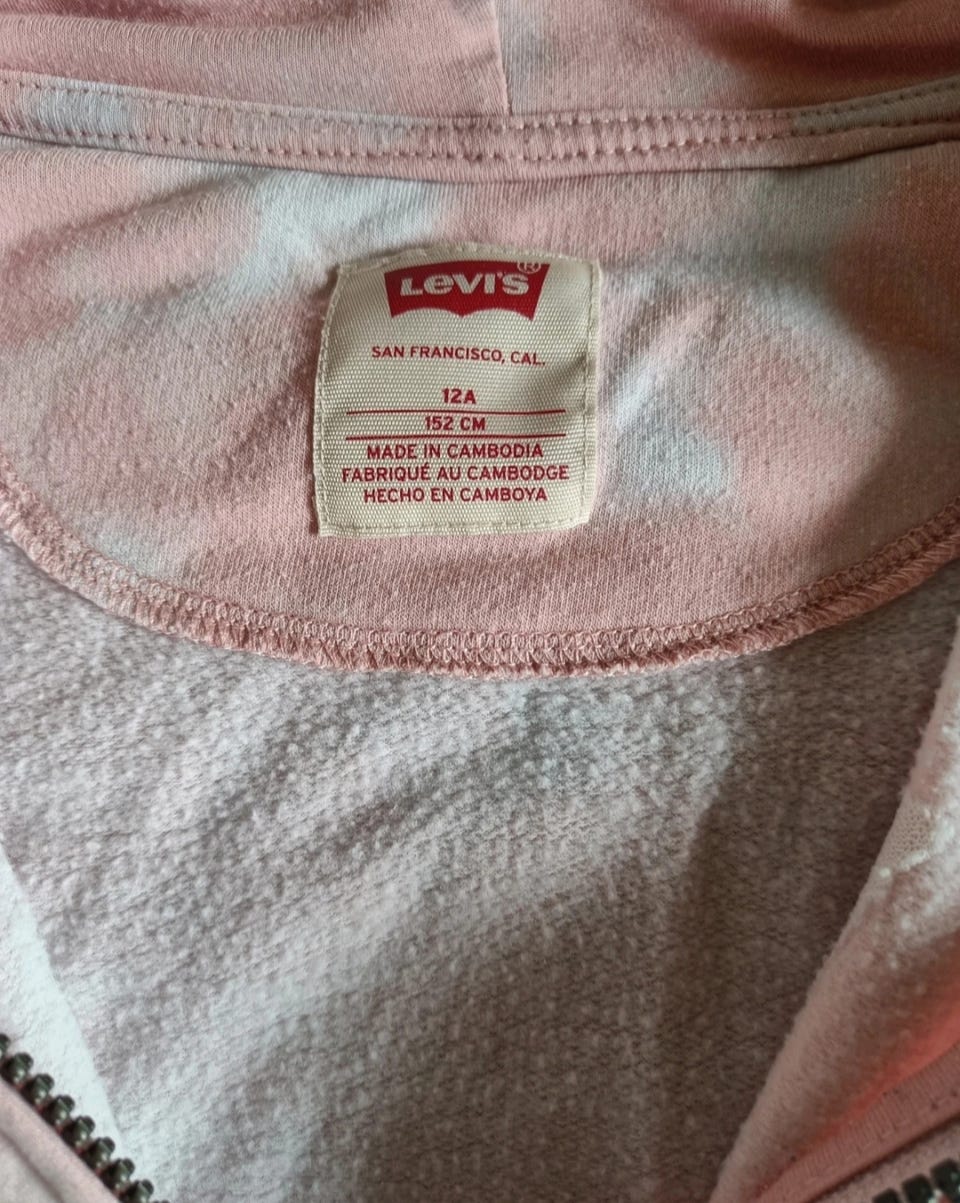 Levi's®
SAN FRANCISCO, CAL.
12A
152 CM
MADE IN CAMBODIA
FABRIQUÉ AU CAMBODGE
HECHO EN CAMBOYA